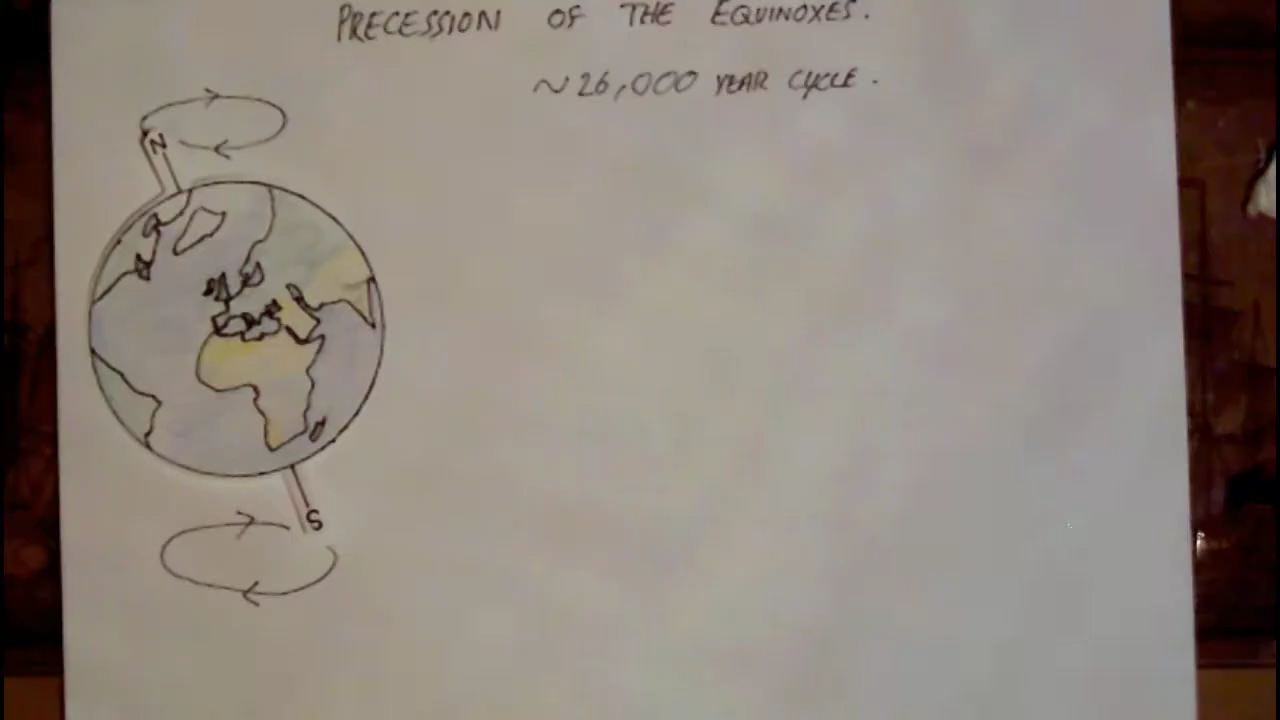 PRECESSION OF THE EQUINOXES.
~26,000 YEAR CYCLE.
N
S